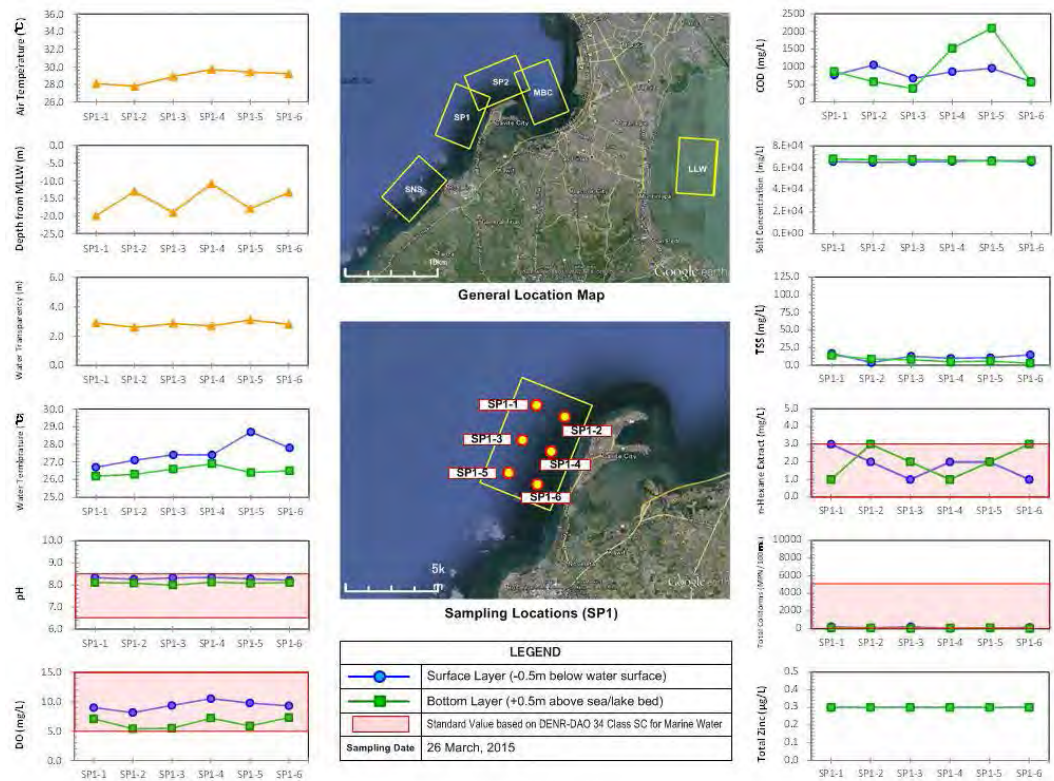 Air Temperature (℃)
32.0
30.0
28.0
26.0
SP1-1 SP1-2 SP1-3 SP1-4 SP1-5 SP1-6
Depth from MLLW (m)
0.0
-5.0
-10.0
-15.0
-20.0
-25.0
SP1-1 SP1-2 SP1-3 SP1-4 SP1-5 SP1-6
Water Transparency (m)
6.0
4.0
2.0
0.0
SP1-1 SP1-2 SP1-3 SP1-4 SP1-5 SP1-6
Water Temprature (℃)
30.0
29.0
28.0
27.0
26.0
25.0
SP1-1 SP1-2 SP1-3 SP1-4 SP1-5 SP1-6
pH
10.0
9.0
8.0
7.0
6.0
SP1-1 SP1-2 SP1-3 SP1-4 SP1-5 SP1-6
DO (mg/L)
15.0
10.0
5.0
0.0
SP1-1 SP1-2 SP1-3 SP1-4 SP1-5 SP1-6
SP2
MBC
SP1
Cavite City
LLW
SNS
10km
Google earth
General Location Map
SP1-1
SP1-2
SP1-3
SP1-4
Cavite City
SP1-5
SP1-6
5k
m
Google earth
Sampling Locations (SP1)
LEGEND
Surface Layer (-0.5m below water surface)
Bottom Layer (+0.5m above sea/lake bed)
Standard Value based on DENR-DAO 34 Class SC for Marine Water
Sampling Date 26 March, 2015
COD (mg/L)
2500
2000
1500
1000
500
0
SP1-1 SP1-2 SP1-3 SP1-4 SP1-5 SP1-6
Solt Concentration (mg/L)
8.E+04
6.E+04
4.E+04
2.E+04
0.E+00
SP1-1 SP1-2 SP1-3 SP1-4 SP1-5 SP1-6
TSS (mg/L)
125.0
100.0
75.0
50.0
25.0
0.0
SP1-1 SP1-2 SP1-3 SP1-4 SP1-5 SP1-6
n-Hexane Extract (mg/L)
5.0
4.0
3.0
2.0
1.0
0.0
SP1-1 SP1-2 SP1-3 SP1-4 SP1-5 SP1-6
Total Coliforms (MPN/100mL)
10000
8000
6000
4000
2000
0
SP1-1 SP1-2 SP1-3 SP1-4 SP1-5 SP1-6
Total Zinc (μg/L)
0.5
0.4
0.3
0.2
0.1
0.0
SP1-1 SP1-2 SP1-3 SP1-4 SP1-5 SP1-6